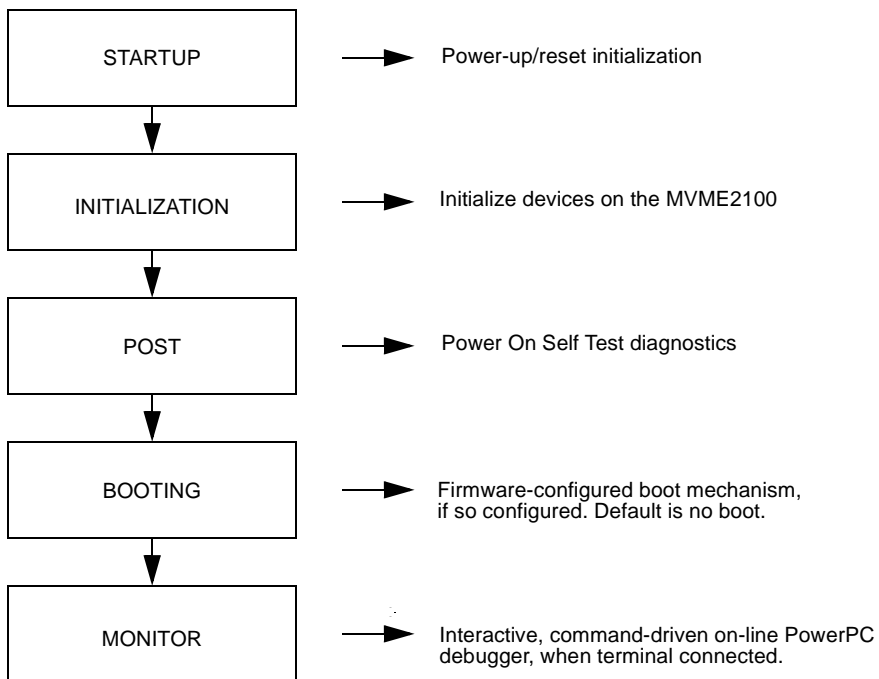 STARTUP
Power-up/reset initialization
INITIALIZATION
Initialize devices on the MVME2100
POST
Power On Self Test diagnostics
BOOTING
Firmware-configured boot mechanism,
if so configured. Default is no boot.
MONITOR
Interactive, command-driven on-line PowerPC
debugger, when terminal connected.